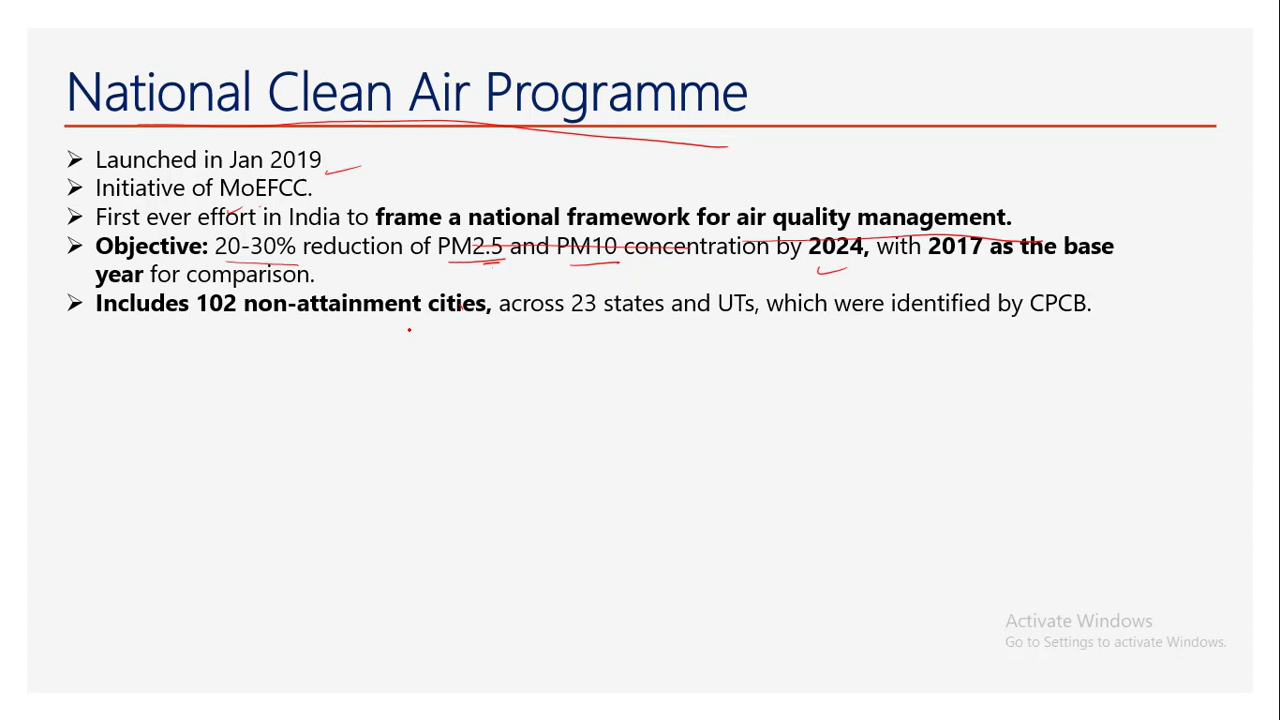 National Clean Air Programme
➢ Launched in Jan 2019
➢ Initiative of MoEFCC.
➢ First ever effort in India to frame a national framework for air quality management.
➢ Objective: 20-30% reduction of PM2.5 and PM10 concentration by 2024, with 2017 as the base
year for comparison.
➢ Includes 102 non-attainment cities, across 23 states and UTs, which were identified by CPCB.
Activate Windows
Go to Settings to activate Windows.